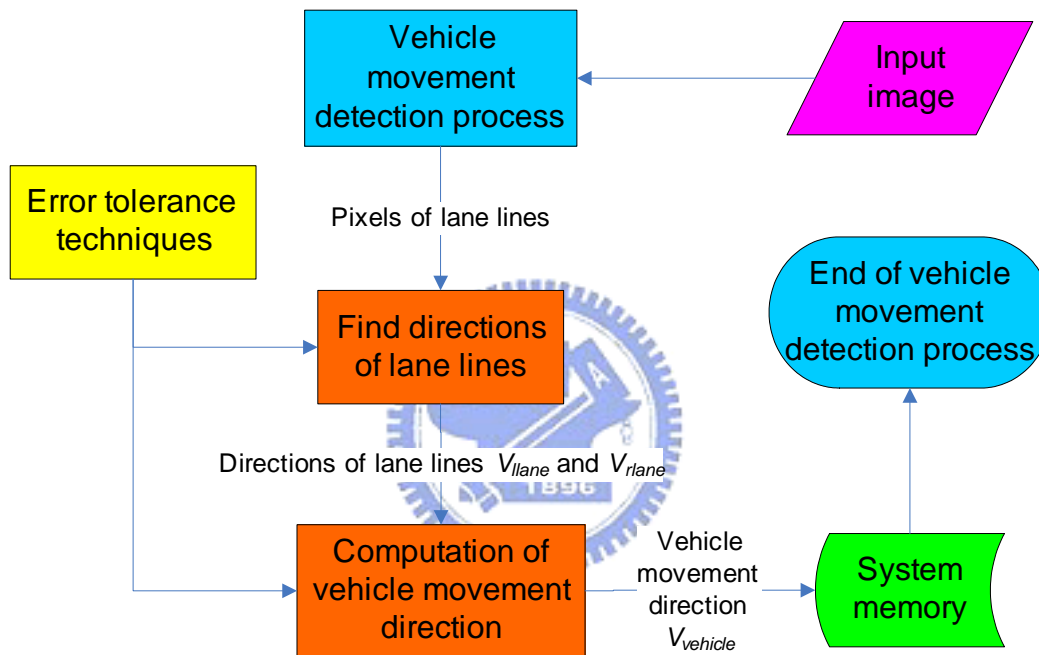 Vehicle
movement
detection process
Input
image
Error tolerance
techniques
Pixels of lane lines
End of vehicle
movement
detection process
Find directions
of lane lines
A
Directions of lane lines Vllane and Vrlane
1896
Computation of
vehicle movement
direction
Vehicle
movement
direction
Vvehicle
System
memory